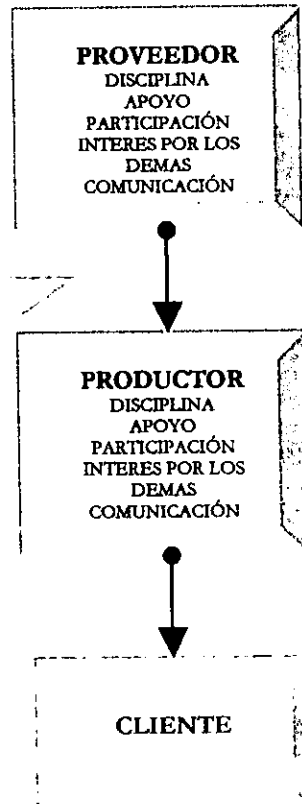 PROVEEDOR
DISCIPLINA
APOYO
PARTICIPACIÓN
INTERES POR LOS
DEMAS
COMUNICACIÓN
PRODUCTOR
DISCIPLINA
APOYO
PARTICIPACIÓN
INTERES POR LOS
DEMAS
COMUNICACIÓN
CLIENTE